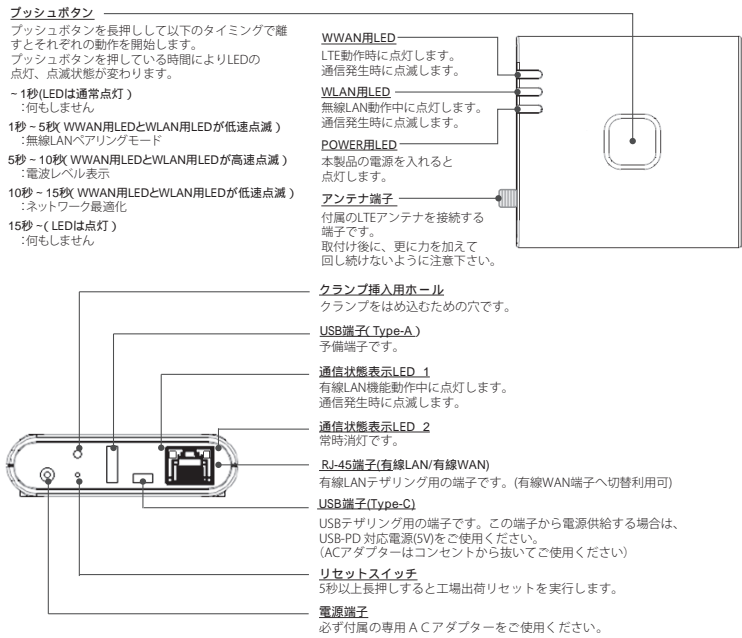 プッシュボタン
プッシュボタンを長押しして以下のタイミングで離
すとそれぞれの動作を開始します。
プッシュボタンを押している時間によりLEDの
点灯、点滅状態が変わります。
~ 1秒(LEDは通常点灯 )
:何もしません
1秒 ~ 5秒( WWAN用LEDとWLAN用LEDが低速点滅 )
:無線LANペアリングモード
5秒 ~ 10秒( WWAN用LEDとWLAN用LEDが高速点滅 )
:電波レベル表示
10秒 ~ 15秒( WWAN用LEDとWLAN用LEDが低速点滅 )
:ネットワーク最適化
15秒 ~( LEDは点灯 )
:何もしません
WWAN用LED
LTE動作時に点灯します。
通信発生時に点滅します。
WLAN用LED
無線LAN動作中に点灯します。
通信発生時に点滅します。
POWER用LED
本製品の電源を入れると
点灯します。
アンテナ端子
付属のLTEアンテナを接続する
端子です。
取付け後に、更に力を加えて
回し続けないように注意下さい。
クランプ挿入用ホール
クランプをはめ込むための穴です。
USB端子( Type-A )
予備端子です。
通信状態表示LED 1
有線LAN機能動作中に点灯します。
通信発生時に点滅します。
通信状態表示LED 2
常時消灯です。
RJ-45端子(有線LAN/有線WAN)
有線LANテザリング用の端子です。(有線WAN端子へ切替利用可)
USB端子(Type-C)
USBテザリング用の端子です。この端子から電源供給する場合は、
USB-PD 対応電源(5V)をご使用ください。
(ACアダプターはコンセントから抜いてご使用ください)
リセットスイッチ
5秒以上長押しすると工場出荷リセットを実行します。
電源端子
必ず付属の専用ＡＣアダプターをご使用ください。